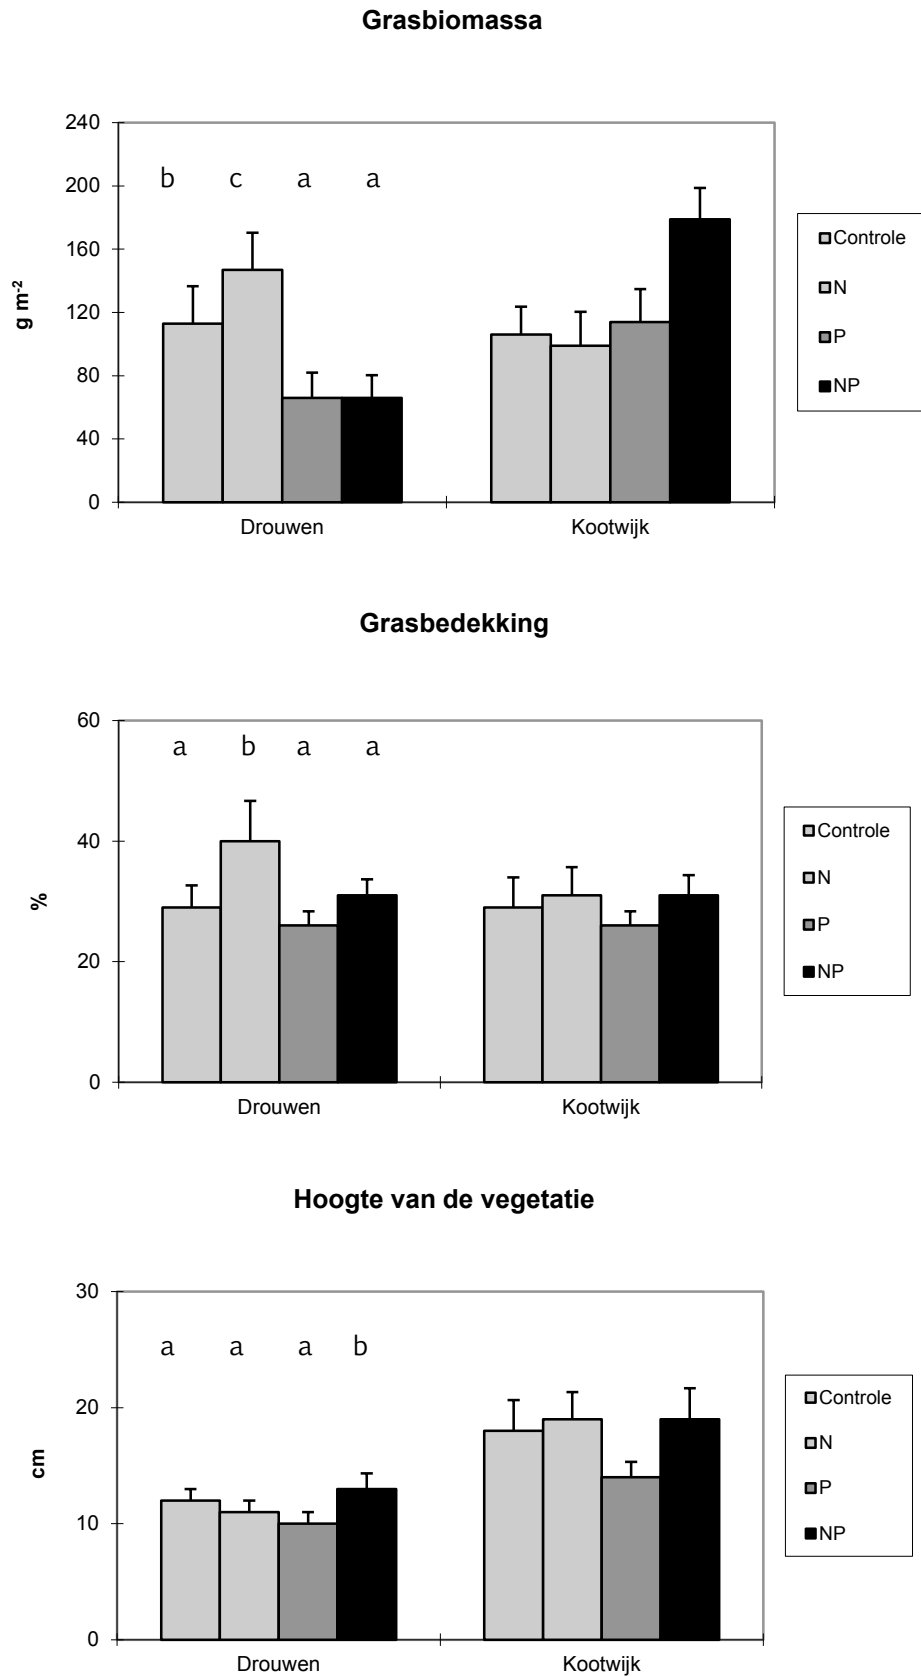 Grasbiomassa
240
200
160
120
80
40
0
g m-2
b c a a
Drouwen Kootwijk
Controle
N
P
NP
Grasbedekking
60
40
20
0
%
a b a a
Drouwen Kootwijk
Controle
N
P
NP
Hoogte van de vegetatie
30
20
10
0
cm
a a a b
Drouwen Kootwijk
Controle
N
P
NP